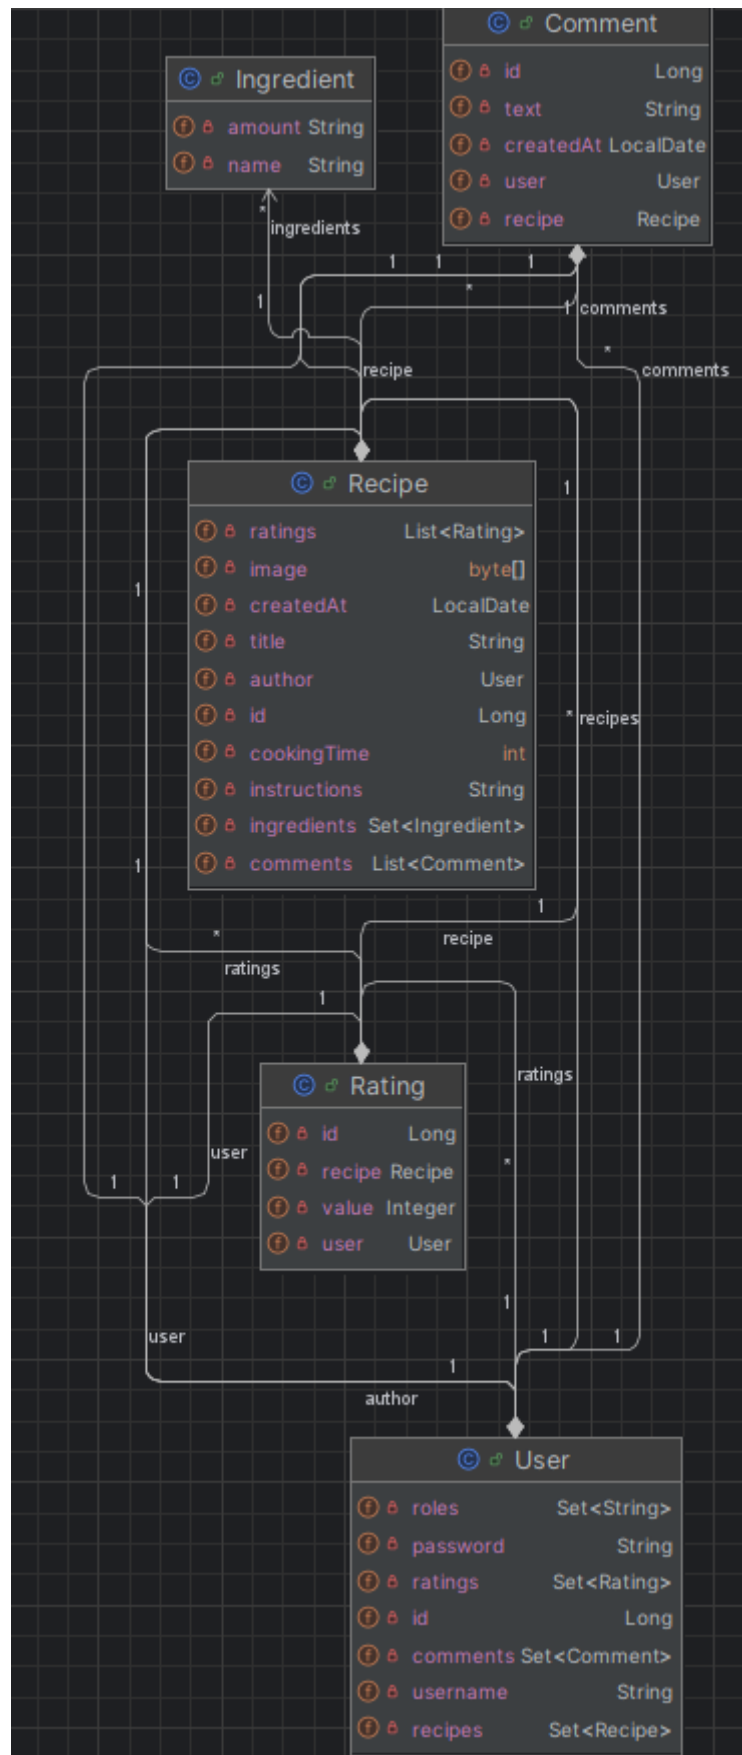 Comment
id Long
text String
createdAt LocalDate
user User
recipe Recipe
Ingredient
amount String
name String
*
ingredients
1 1 1
*
1
1 comments
*
recipe
comments
Recipe
ratings List<Rating>
image byte[]
createdAt LocalDate
title String
author User
id Long
cookingTime int
instructions String
ingredients Set<Ingredient>
comments List<Comment>
1
1
* recipes
1
1
*
recipe
ratings
1
ratings
Rating
id Long
recipe Recipe
value Integer
user User
user
*
1 1
1
user
1 1
1
author
User
roles Set<String>
password String
ratings Set<Rating>
id Long
comments Set<Comment>
username String
recipes Set<Recipe>